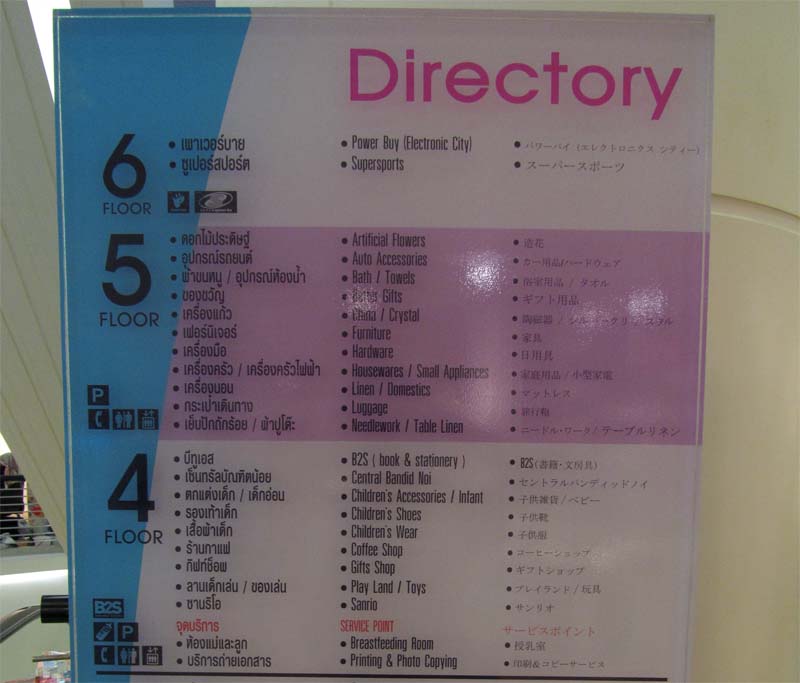 Directory
6
FLOOR
• เพาเวอร์บาย • Power Buy (Electronic City) • パワーバイ (エレクトロニクス シティー)
• ซูเปอร์สปอร์ต • Supersports • スーパースポーツ
5
FLOOR
• ดอกไม้ประดิษฐ์ • Artificial Flowers • 造花
• อุปกรณ์รถยนต์ • Auto Accessories • カー用品/ハードウェア
• ผ้าขนหนู / อุปกรณ์ห้องน้ำ • Bath / Towels • 浴室用品 / タオル
• ของขวัญ • Better Gifts • ギフト用品
• เครื่องแก้ว • China / Crystal • 陶磁器 /
• เฟอร์นิเจอร์ • Furniture • 家具
• เครื่องมือ • Hardware • 日用具
• เครื่องครัว / เครื่องครัวไฟฟ้า • Housewares / Small Appliances • 家庭用品 / 小型家電
• เครื่องนอน • Linen / Domestics • マットレス
• กระเป๋าเดินทาง • Luggage • 旅行鞄
• เย็บปักถักร้อย / ผ้าปูโต๊ะ • Needlework / Table Linen • ニードル・ワーク/テーブルリネン
P
4
FLOOR
• บีทูเอส • B2S ( book & stationery ) • B2S (書籍・文房具)
• เซ็นทรัลบัณฑิตน้อย • Central Bandid Noi • セントラルバンディッドノイ
• ตกแต่งเด็ก / เด็กอ่อน • Children's Accessories / Infant • 子供雑貨 / ベビー
• รองเท้าเด็ก • Children's Shoes • 子供靴
• เสื้อผ้าเด็ก • Children's Wear • 子供服
• ร้านกาแฟ • Coffee Shop • コーヒーショップ
• กิฟท์ช็อพ • Gifts Shop • ギフトショップ
• ลานเด็กเล่น / ของเล่น • Play Land / Toys • プレイランド / 玩具
• ซานริโอ • Sanrio • サンリオ
B2S
P
จุดบริการ SERVICE POINT サービスポイント
• ห้องแม่และลูก • Breastfeeding Room • 授乳室
• บริการถ่ายเอกสาร • Printing & Photo Copying • 印刷&コピーサービス